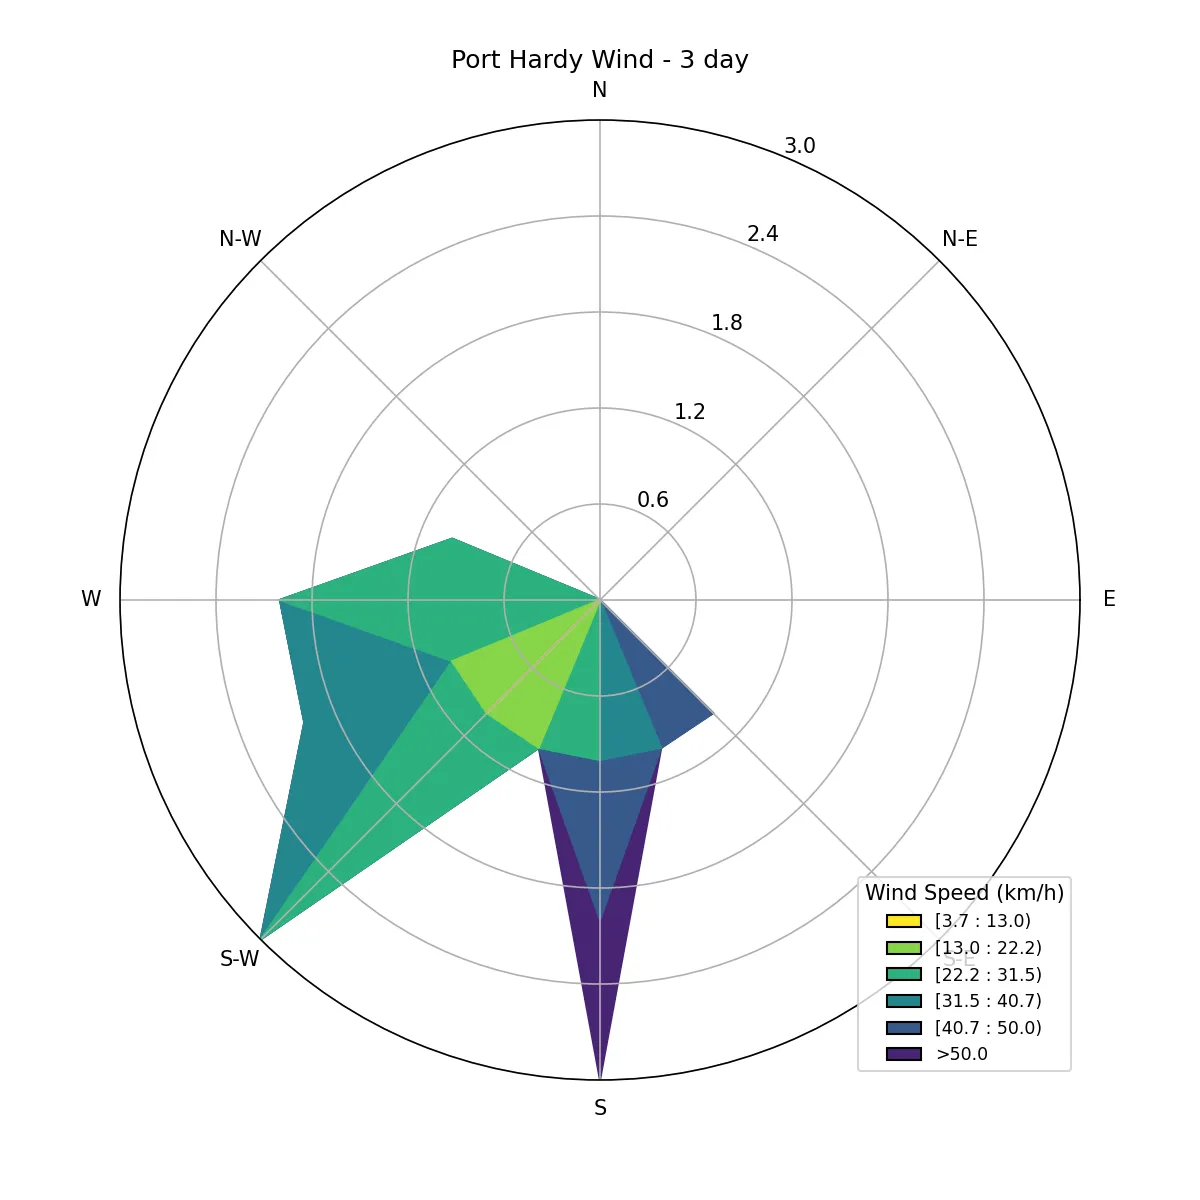 Port Hardy Wind - 3 day
N
3.0
N-W
2.4
N-E
1.8
1.2
0.6
W
E
S-W
S-E
S
Wind Speed (km/h)
[3.7 : 13.0)
[13.0 : 22.2)
[22.2 : 31.5)
[31.5 : 40.7)
[40.7 : 50.0)
>50.0